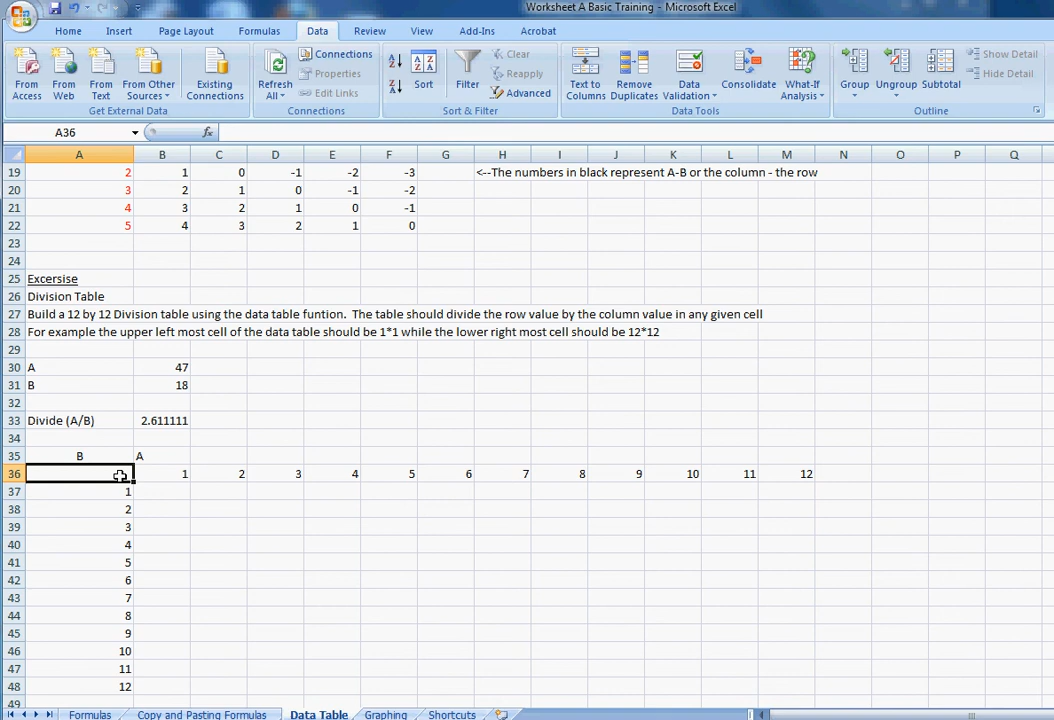 Worksheet A Basic Training - Microsoft Excel
Home Insert Page Layout Formulas Data Review View Add-Ins Acrobat
From Access From Web From Text From Other Sources Existing Connections Refresh All Connections Properties Edit Links Sort Filter Clear Reapply Advanced Text to Columns Remove Duplicates Data Validation Consolidate What-If Analysis Group Ungroup Subtotal Show Detail Hide Detail
Get External Data Connections Sort & Filter Data Tools Outline
A36 fx
A B C D E F G H I J K L M N O P Q
19 2 1 0 -1 -2 -3 <--The numbers in black represent A-B or the column - the row
20 3 2 1 0 -1 -2
21 4 3 2 1 0 -1
22 5 4 3 2 1 0
23
24
25 Excersise
26 Division Table
27 Build a 12 by 12 Division table using the data table funtion. The table should divide the row value by the column value in any given cell
28 For example the upper left most cell of the data table should be 1*1 while the lower right most cell should be 12*12
29
30 A 47
31 B 18
32
33 Divide (A/B) 2.611111
34
35 B A
36 1 2 3 4 5 6 7 8 9 10 11 12
37 1
38 2
39 3
40 4
41 5
42 6
43 7
44 8
45 9
46 10
47 11
48 12
49
Formulas Copy and Pasting Formulas Data Table Graphing Shortcuts